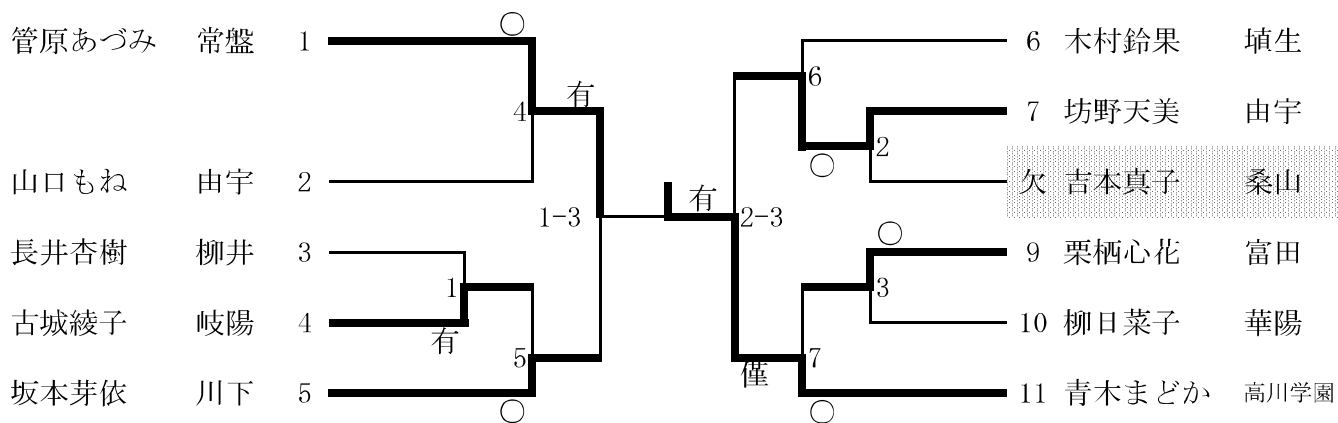 ○
管原あづみ 常盤 1
6 木村鈴果 埴生
有
6
4
7 坊野天美 由宇
2
○
山口もね 由宇 2
欠 吉本真子 桑山
有
1-3
2-3
○
長井杏樹 柳井 3
9 栗栖心花 富田
1
3
古城綾子 岐陽 4
10 柳日菜子 華陽
有
5
7
僅
坂本芽依 川下 5
11 青木まどか 高川学園
○
○